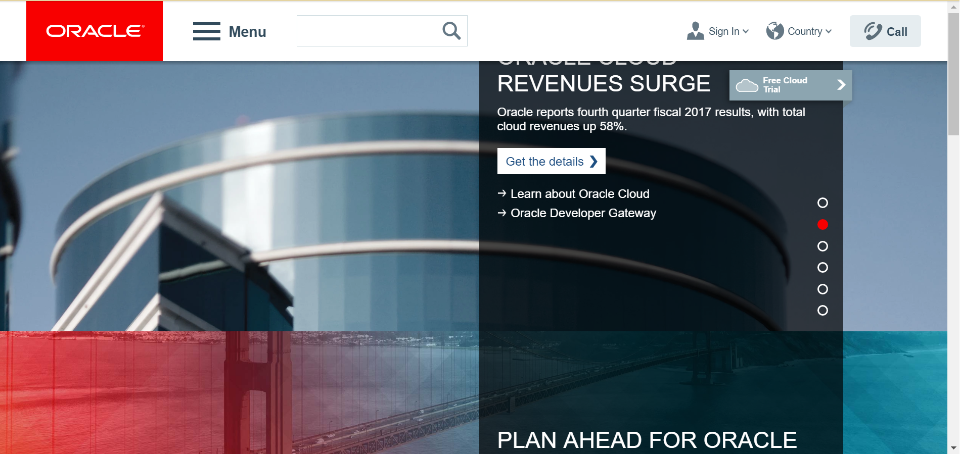 ORACLE
Menu
Sign In
Country
Call
ORACLE CLOUD
REVENUES SURGE
Free Cloud
Trial
Oracle reports fourth quarter fiscal 2017 results, with total
cloud revenues up 58%.
Get the details
Learn about Oracle Cloud
Oracle Developer Gateway
PLAN AHEAD FOR ORACLE